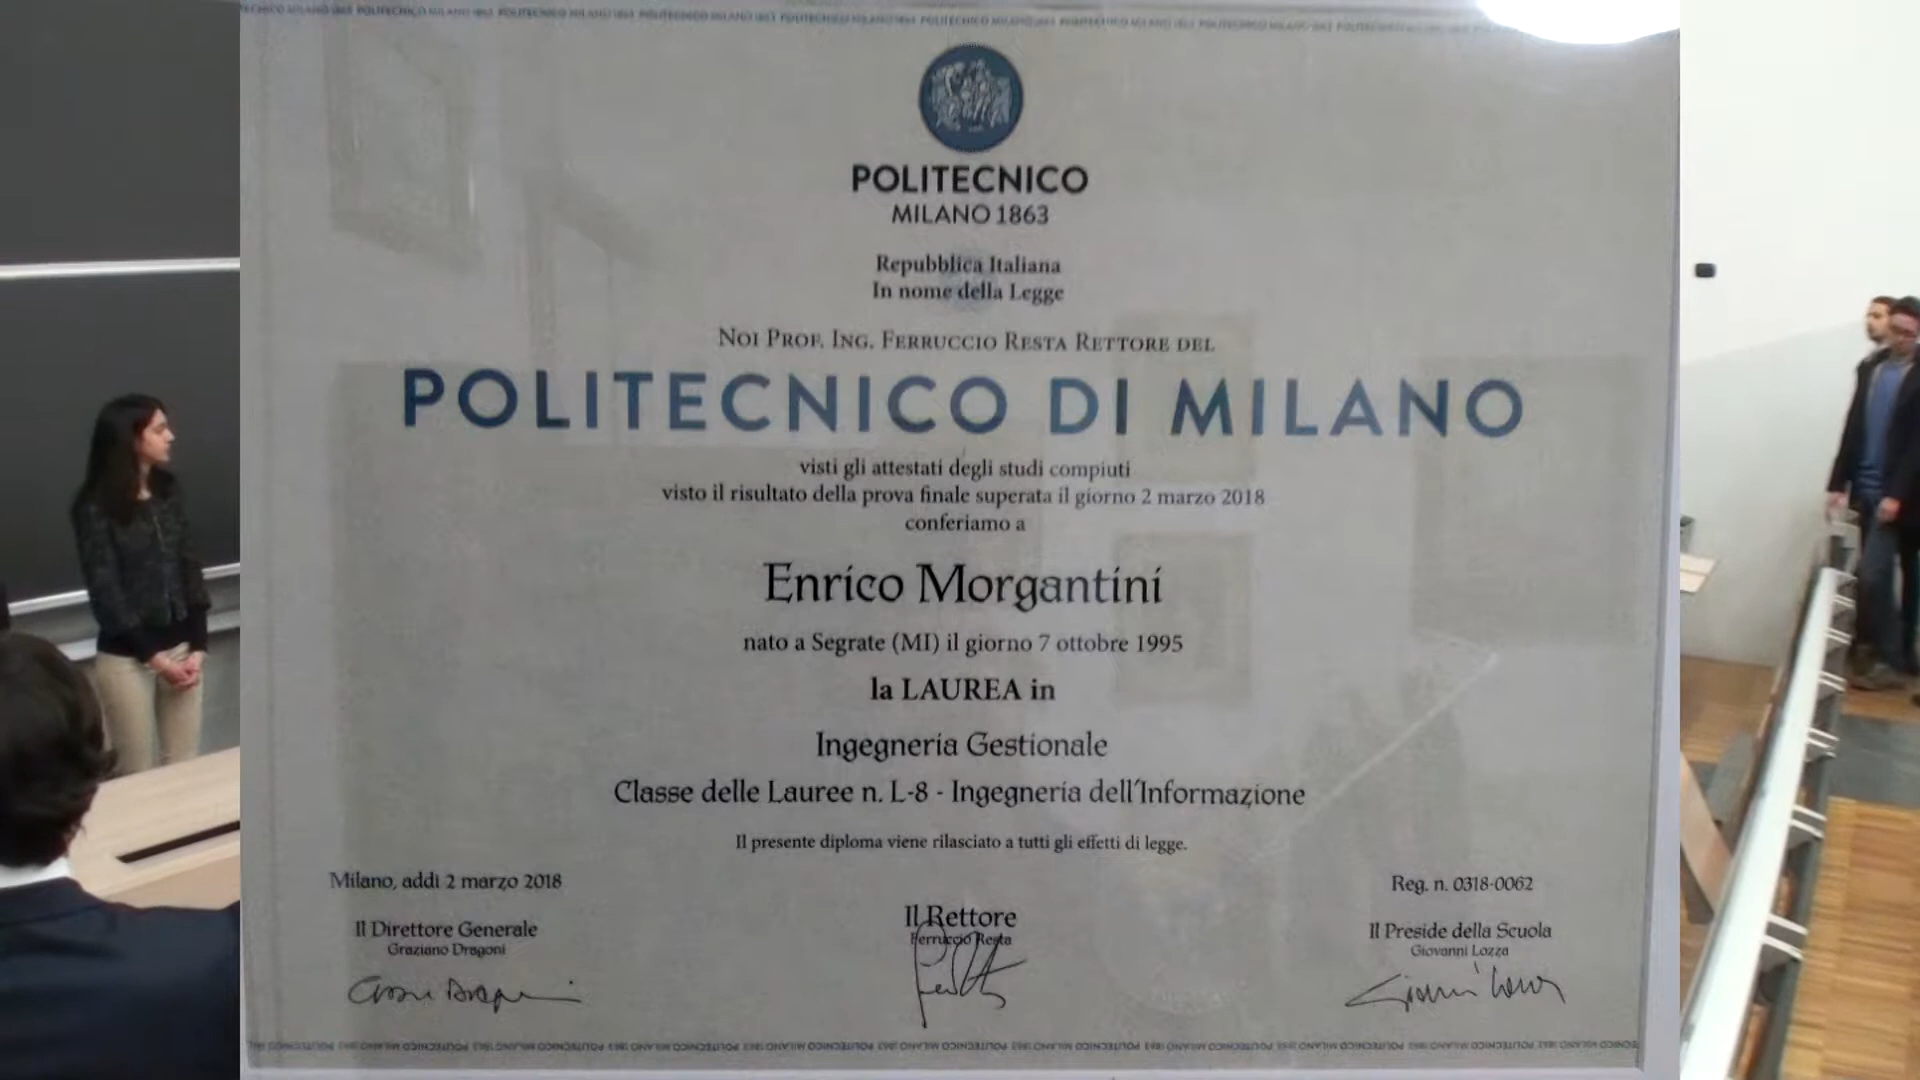 POLITECNICO
MILANO 1863
Repubblica Italiana
In nome della Legge
NOI PROF. ING. FERRUCCIO RESTA RETTORE DEL
POLITECNICO DI MILANO
visti gli attestati degli studi compiuti
visto il risultato della prova finale superata il giorno 2 marzo 2018
conferiamo a
Enrico Morgantini
nato a Segrate (MI) il giorno 7 ottobre 1995
la LAUREA in
Ingegneria Gestionale
Classe delle Lauree n. L-8 - Ingegneria dell'Informazione
Il presente diploma viene rilasciato a tutti gli effetti di legge.
Milano, addì 2 marzo 2018
Reg. n. 0318-0062
Il Direttore Generale
Graziano Dragoni
Il Rettore
Ferruccio Resta
Il Preside della Scuola
Giovanni Lozza